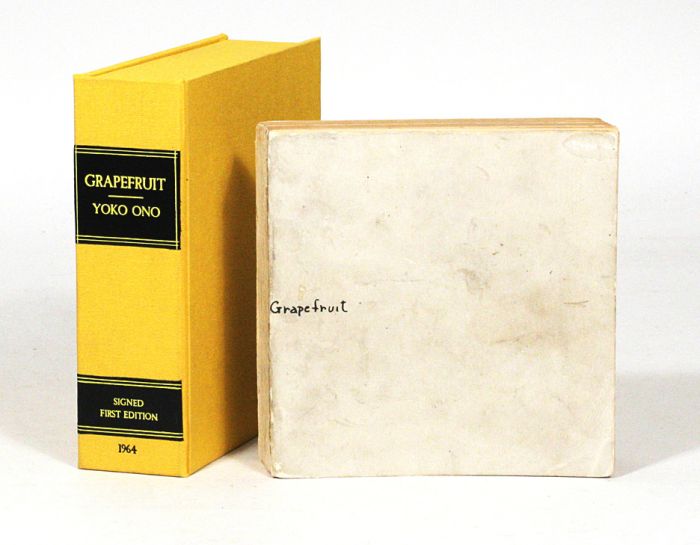 GRAPEFRUIT
YOKO ONO
SIGNED
FIRST EDITION
1964
Grapefruit